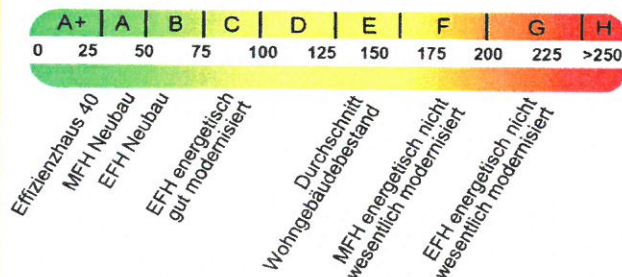 A+ A B C D E F G H
0 25 50 75 100 125 150 175 200 225 >250
Effizienzhaus 40
MFH Neubau
EFH Neubau
EFH energetisch
gut modernisiert
Durchschnitt
Wohngebäudebestand
MFH energetisch nicht
wesentlich modernisiert
EFH energetisch nicht
wesentlich modernisiert